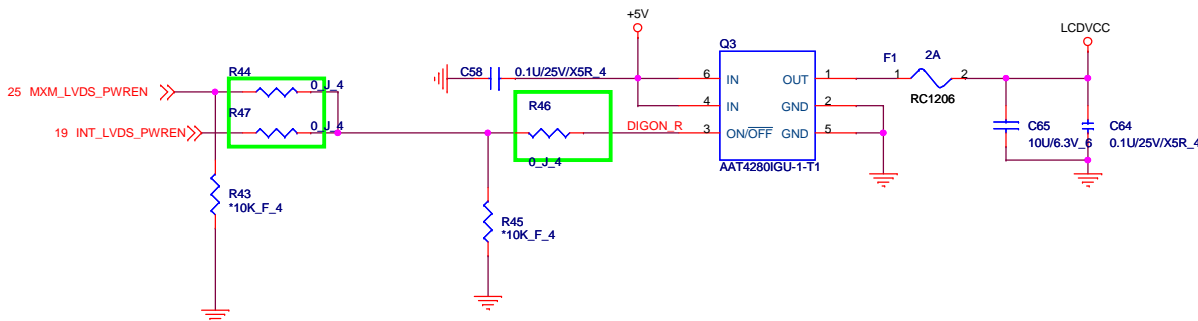 +5V
LCDVCC
Q3
F1 2A
R44
C58 0.1U/25V/X5R_4
6 IN OUT 1
1 2
25 MXM_LVDS_PWREN
0_J_4
RC1206
R47
R46
4 IN GND 2
19 INT_LVDS_PWREN
0_J_4
DIGON_R
3 ON/OFF GND 5
C65
10U/6.3V_6
C64
0.1U/25V/X5R_4
0_J_4
AAT4280IGU-1-T1
R43
*10K_F_4
R45
*10K_F_4